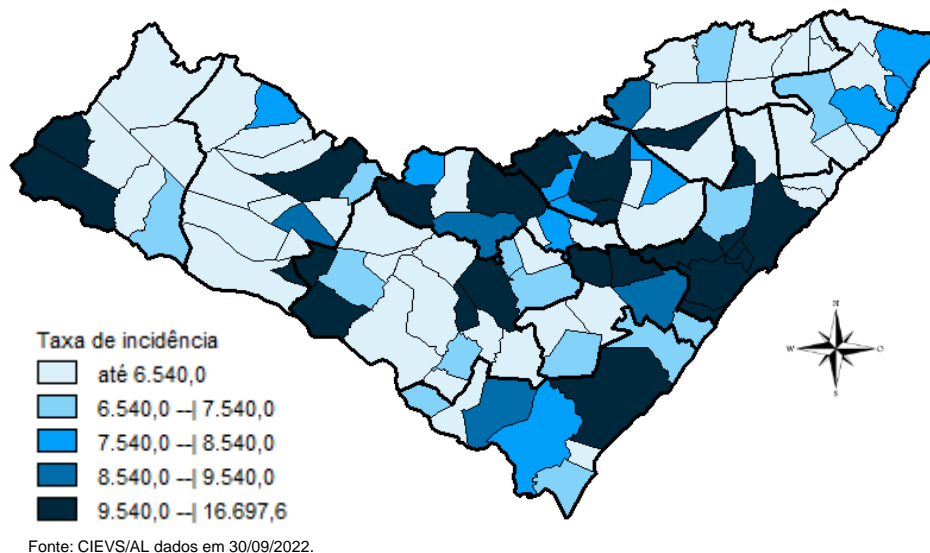 N
W
O
S
Taxa de incidência
até 6.540,0
6.540,0 --| 7.540,0
7.540,0 --| 8.540,0
8.540,0 --| 9.540,0
9.540,0 --| 16.697,6
Fonte: CIEVS/AL dados em 30/09/2022.